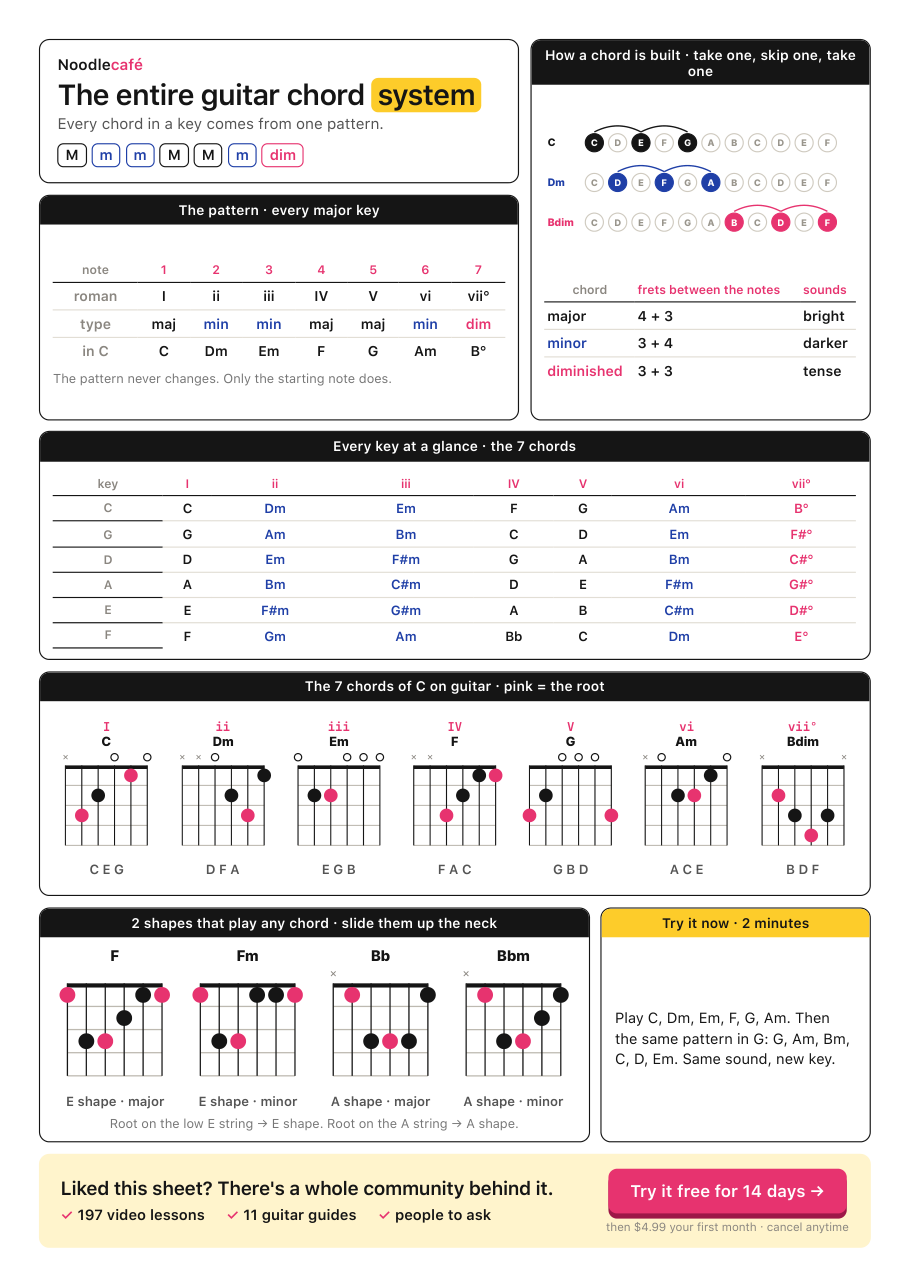 Noodlecafé
The entire guitar chord system
Every chord in a key comes from one pattern.
M m m M M m dim
How a chord is built · take one, skip one, take
one
C C D E F G A B C D E F
Dm C D E F G A B C D E F
Bdim C D E F G A B C D E F
chord frets between the notes sounds
major 4 + 3 bright
minor 3 + 4 darker
diminished 3 + 3 tense
The pattern · every major key
note 1 2 3 4 5 6 7
roman I ii iii IV V vi vii°
type maj min min maj maj min dim
in C C Dm Em F G Am B°
The pattern never changes. Only the starting note does.
Every key at a glance · the 7 chords
key I ii iii IV V vi vii°
C C Dm Em F G Am B°
G G Am Bm C D Em F#°
D D Em F#m G A Bm C#°
A A Bm C#m D E F#m G#°
E E F#m G#m A B C#m D#°
F F Gm Am Bb C Dm E°
The 7 chords of C on guitar · pink = the root
I ii iii IV V vi vii°
C Dm Em F G Am Bdim
× × × × × × × ×
C E G D F A E G B F A C G B D A C E B D F
2 shapes that play any chord · slide them up the neck
F Fm Bb Bbm
× ×
E shape · major E shape · minor A shape · major A shape · minor
Root on the low E string → E shape. Root on the A string → A shape.
Try it now · 2 minutes
Play C, Dm, Em, F, G, Am. Then
the same pattern in G: G, Am, Bm,
C, D, Em. Same sound, new key.
Liked this sheet? There's a whole community behind it.
✓ 197 video lessons ✓ 11 guitar guides ✓ people to ask
Try it free for 14 days →
then $4.99 your first month · cancel anytime